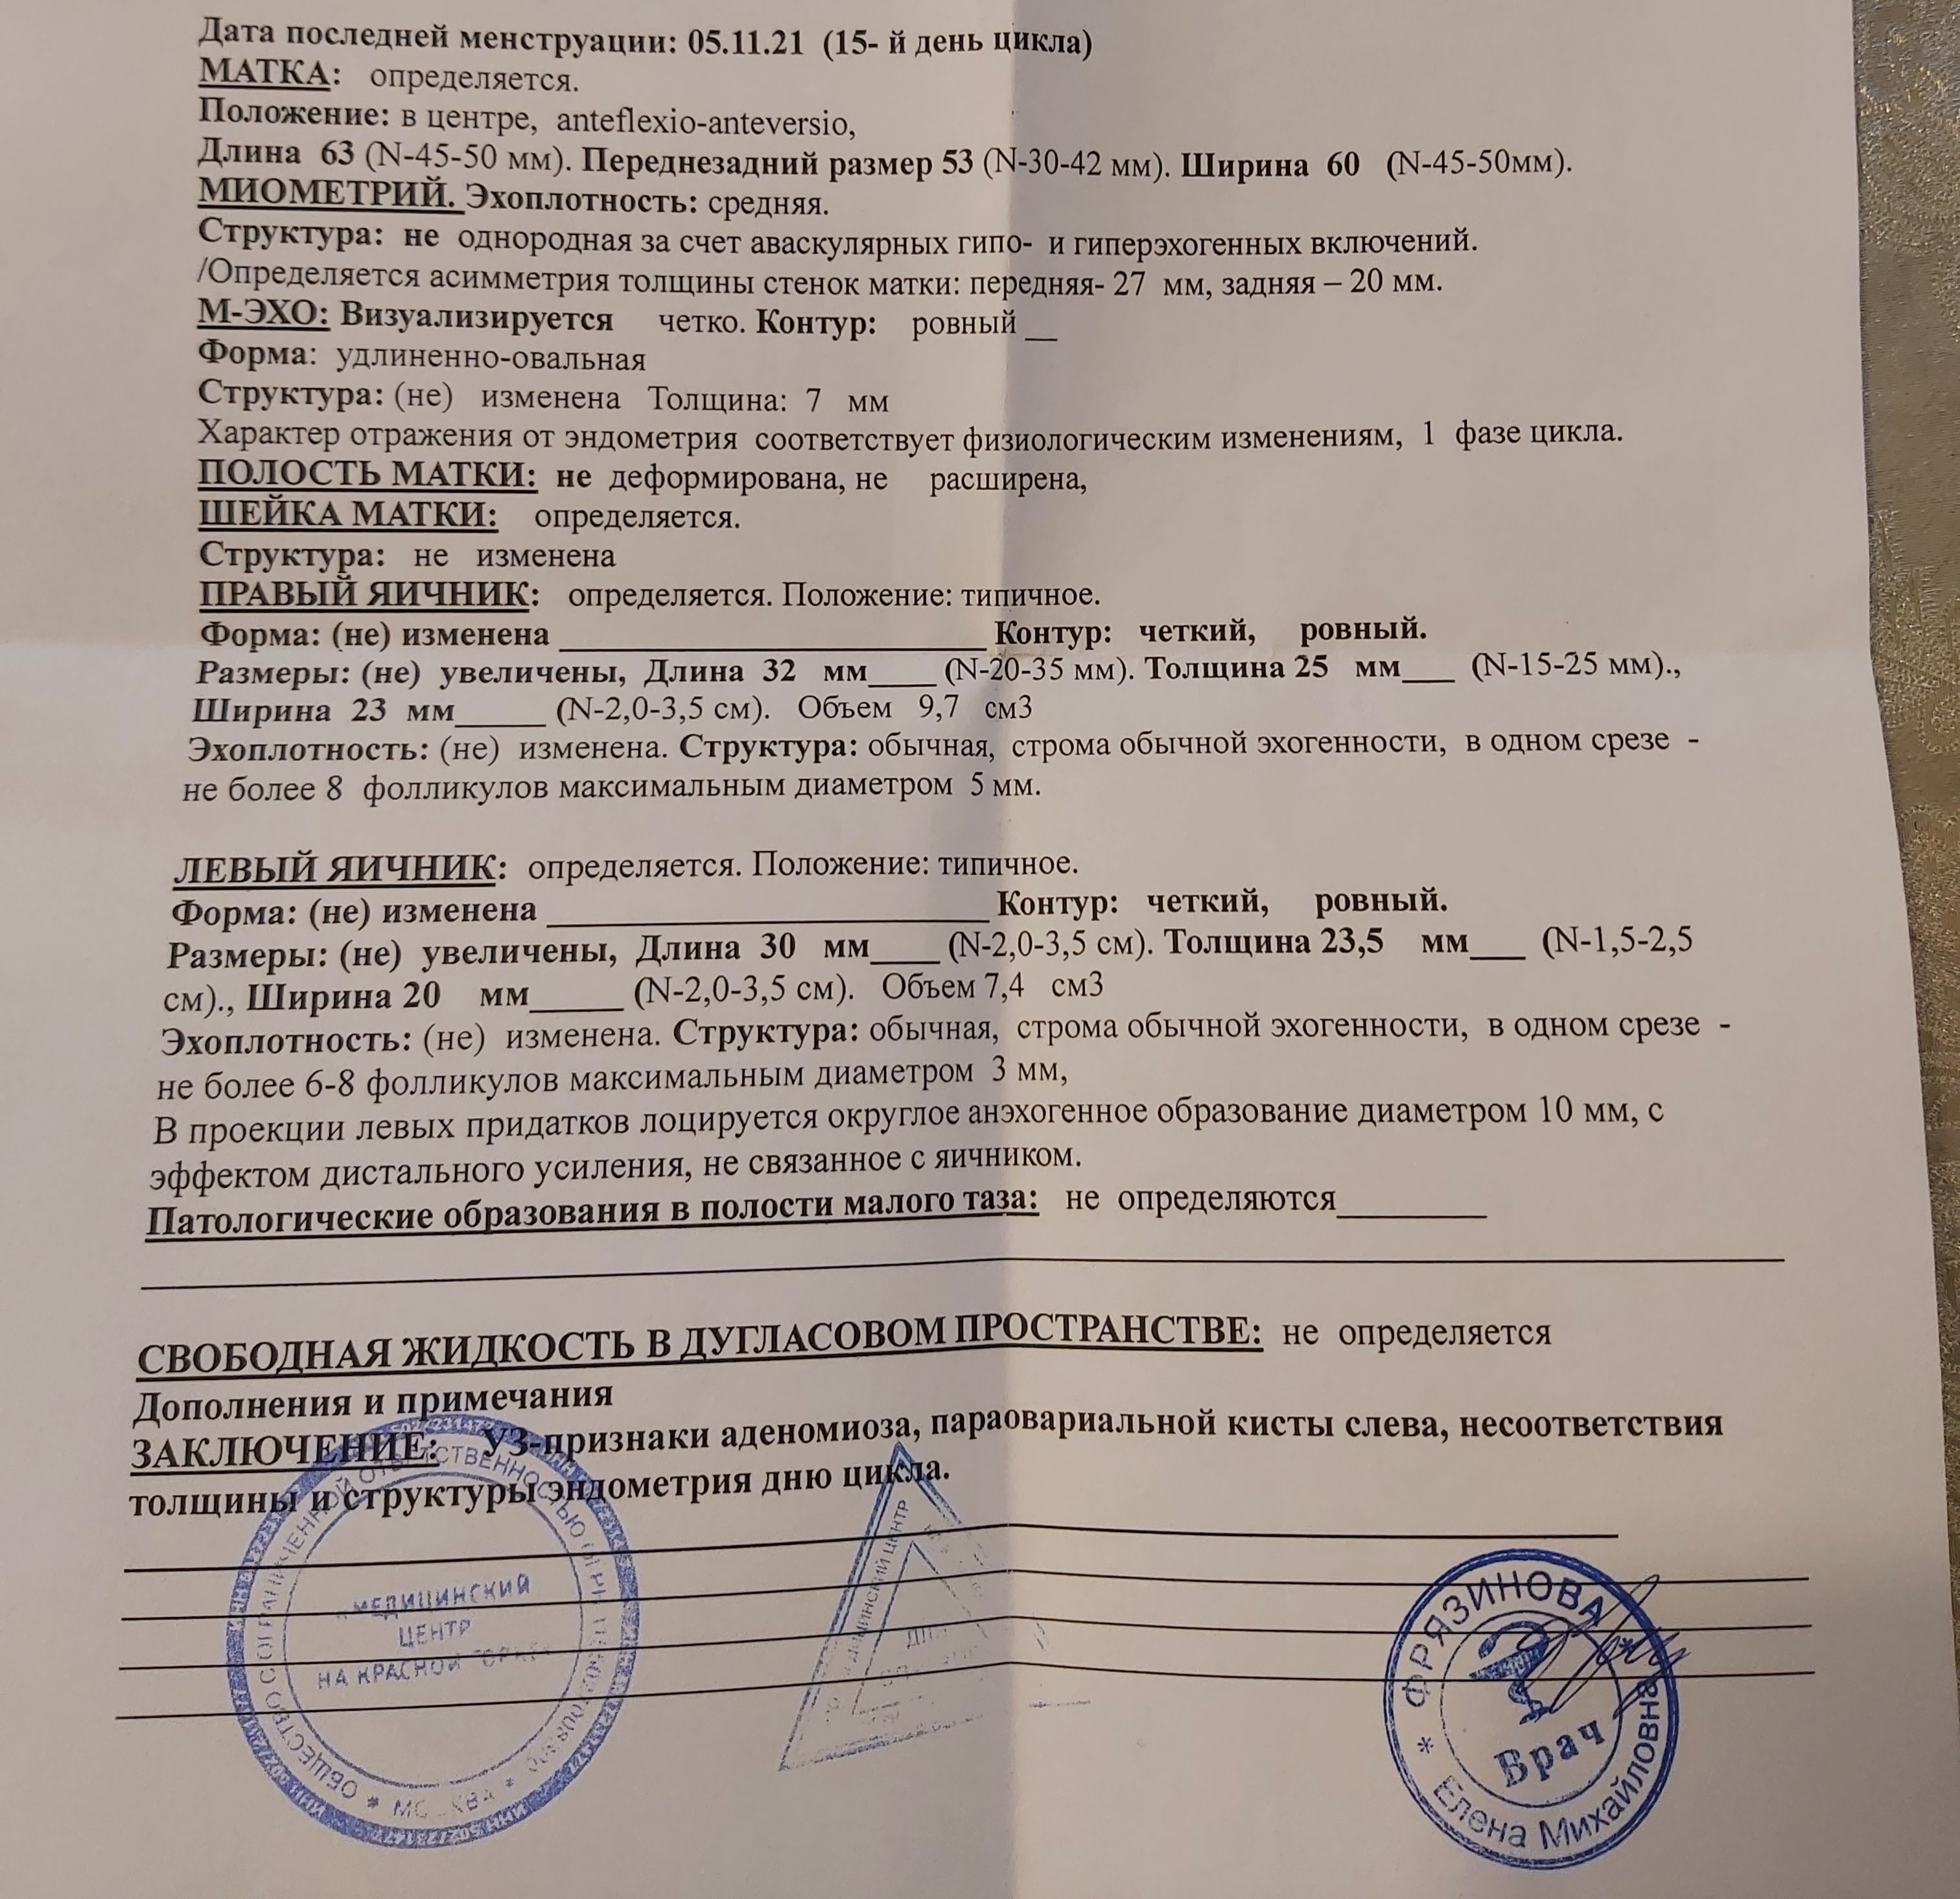 Дата последней менструации: 05.11.21 (15- й день цикла)
МАТКА: определяется.
Положение: в центре, anteflexio-anteversio,
Длина 63 (N-45-50 мм). Переднезадний размер 53 (N-30-42 мм). Ширина 60 (N-45-50мм).
МИОМЕТРИЙ. Эхоплотность: средняя.
Структура: не однородная за счет аваскулярных гипо- и гиперэхогенных включений.
/Определяется асимметрия толщины стенок матки: передняя- 27 мм, задняя – 20 мм.
М-ЭХО: Визуализируется четко. Контур: ровный __
Форма: удлиненно-овальная
Структура: (не) изменена Толщина: 7 мм
Характер отражения от эндометрия соответствует физиологическим изменениям, 1 фазе цикла.
ПОЛОСТЬ МАТКИ: не деформирована, не расширена,
ШЕЙКА МАТКИ: определяется.
Структура: не изменена
ПРАВЫЙ ЯИЧНИК: определяется. Положение: типичное.
Форма: (не) изменена ____ Контур: четкий, ровный.
Размеры: (не) увеличены, Длина 32 мм____ (N-20-35 мм). Толщина 25 мм___ (N-15-25 мм).,
Ширина 23 мм_____ (N-2,0-3,5 см). Объем 9,7 см3
Эхоплотность: (не) изменена. Структура: обычная, строма обычной эхогенности, в одном срезе -
не более 8 фолликулов максимальным диаметром 5 мм.
ЛЕВЫЙ ЯИЧНИК: определяется. Положение: типичное.
Форма: (не) изменена ____ Контур: четкий, ровный.
Размеры: (не) увеличены, Длина 30 мм____ (N-2,0-3,5 см). Толщина 23,5 мм___ (N-1,5-2,5
см)., Ширина 20 мм_____ (N-2,0-3,5 см). Объем 7,4 см3
Эхоплотность: (не) изменена. Структура: обычная, строма обычной эхогенности, в одном срезе -
не более 6-8 фолликулов максимальным диаметром 3 мм,
В проекции левых придатков лоцируется округлое анэхогенное образование диаметром 10 мм, с
эффектом дистального усиления, не связанное с яичником.
Патологические образования в полости малого таза: не определяются________
СВОБОДНАЯ ЖИДКОСТЬ В ДУГЛАСОВОМ ПРОСТРАНСТВЕ: не определяется
Дополнения и примечания
ЗАКЛЮЧЕНИЕ: УЗ-признаки аденомиоза, параовариальной кисты слева, несоответствия
толщины и структуры эндометрия дню цикла.
ОБЩЕСТВО С ОГРАНИЧЕННОЙ ОТВЕТСТВЕННОСТЬЮ
МЕДИЦИНСКИЙ
ЦЕНТР
НА КРАСНОЙ
МЕДИЦИНСКИЙ ЦЕНТР
ФРЯЗИНОВА
Врач
Елена Михайловна